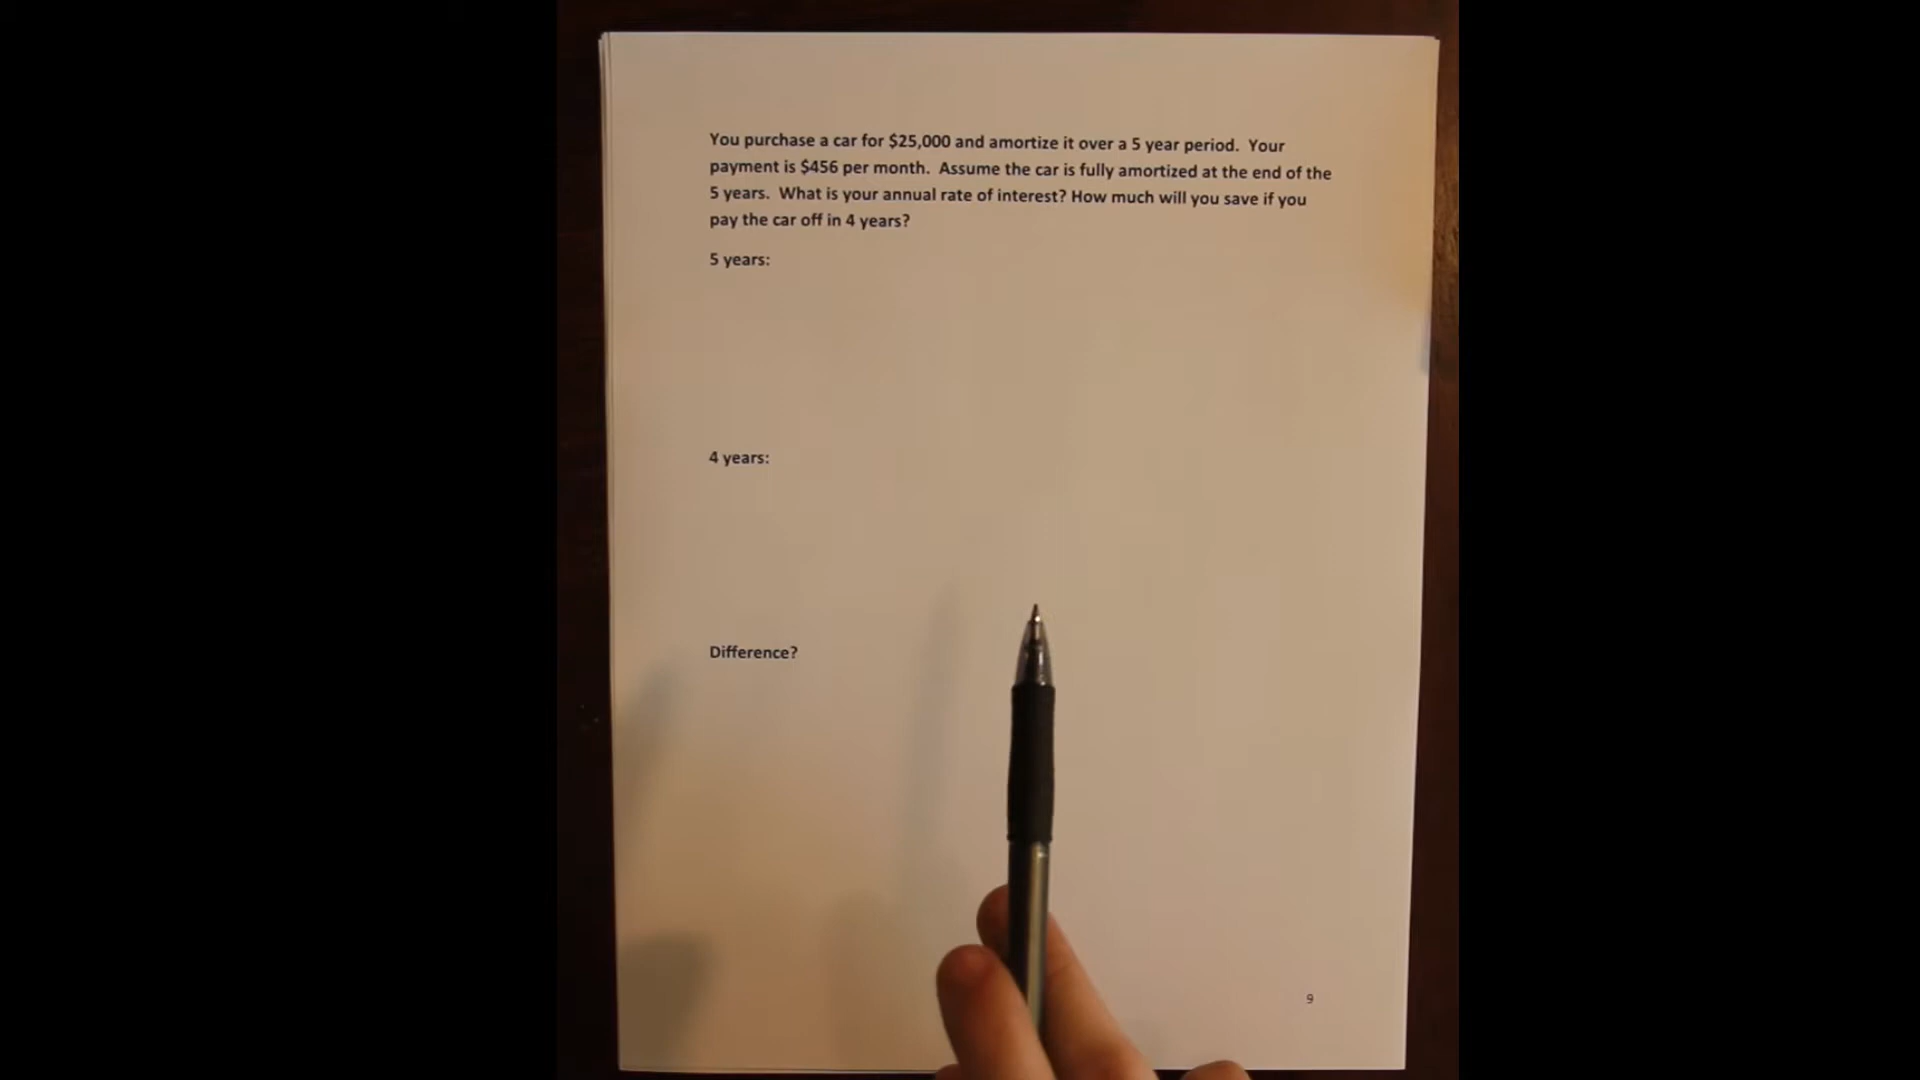 You purchase a car for $25,000 and amortize it over a 5 year period.  Your
payment is $456 per month.  Assume the car is fully amortized at the end of the
5 years.  What is your annual rate of interest? How much will you save if you
pay the car off in 4 years?
5 years:
4 years:
Difference?
9